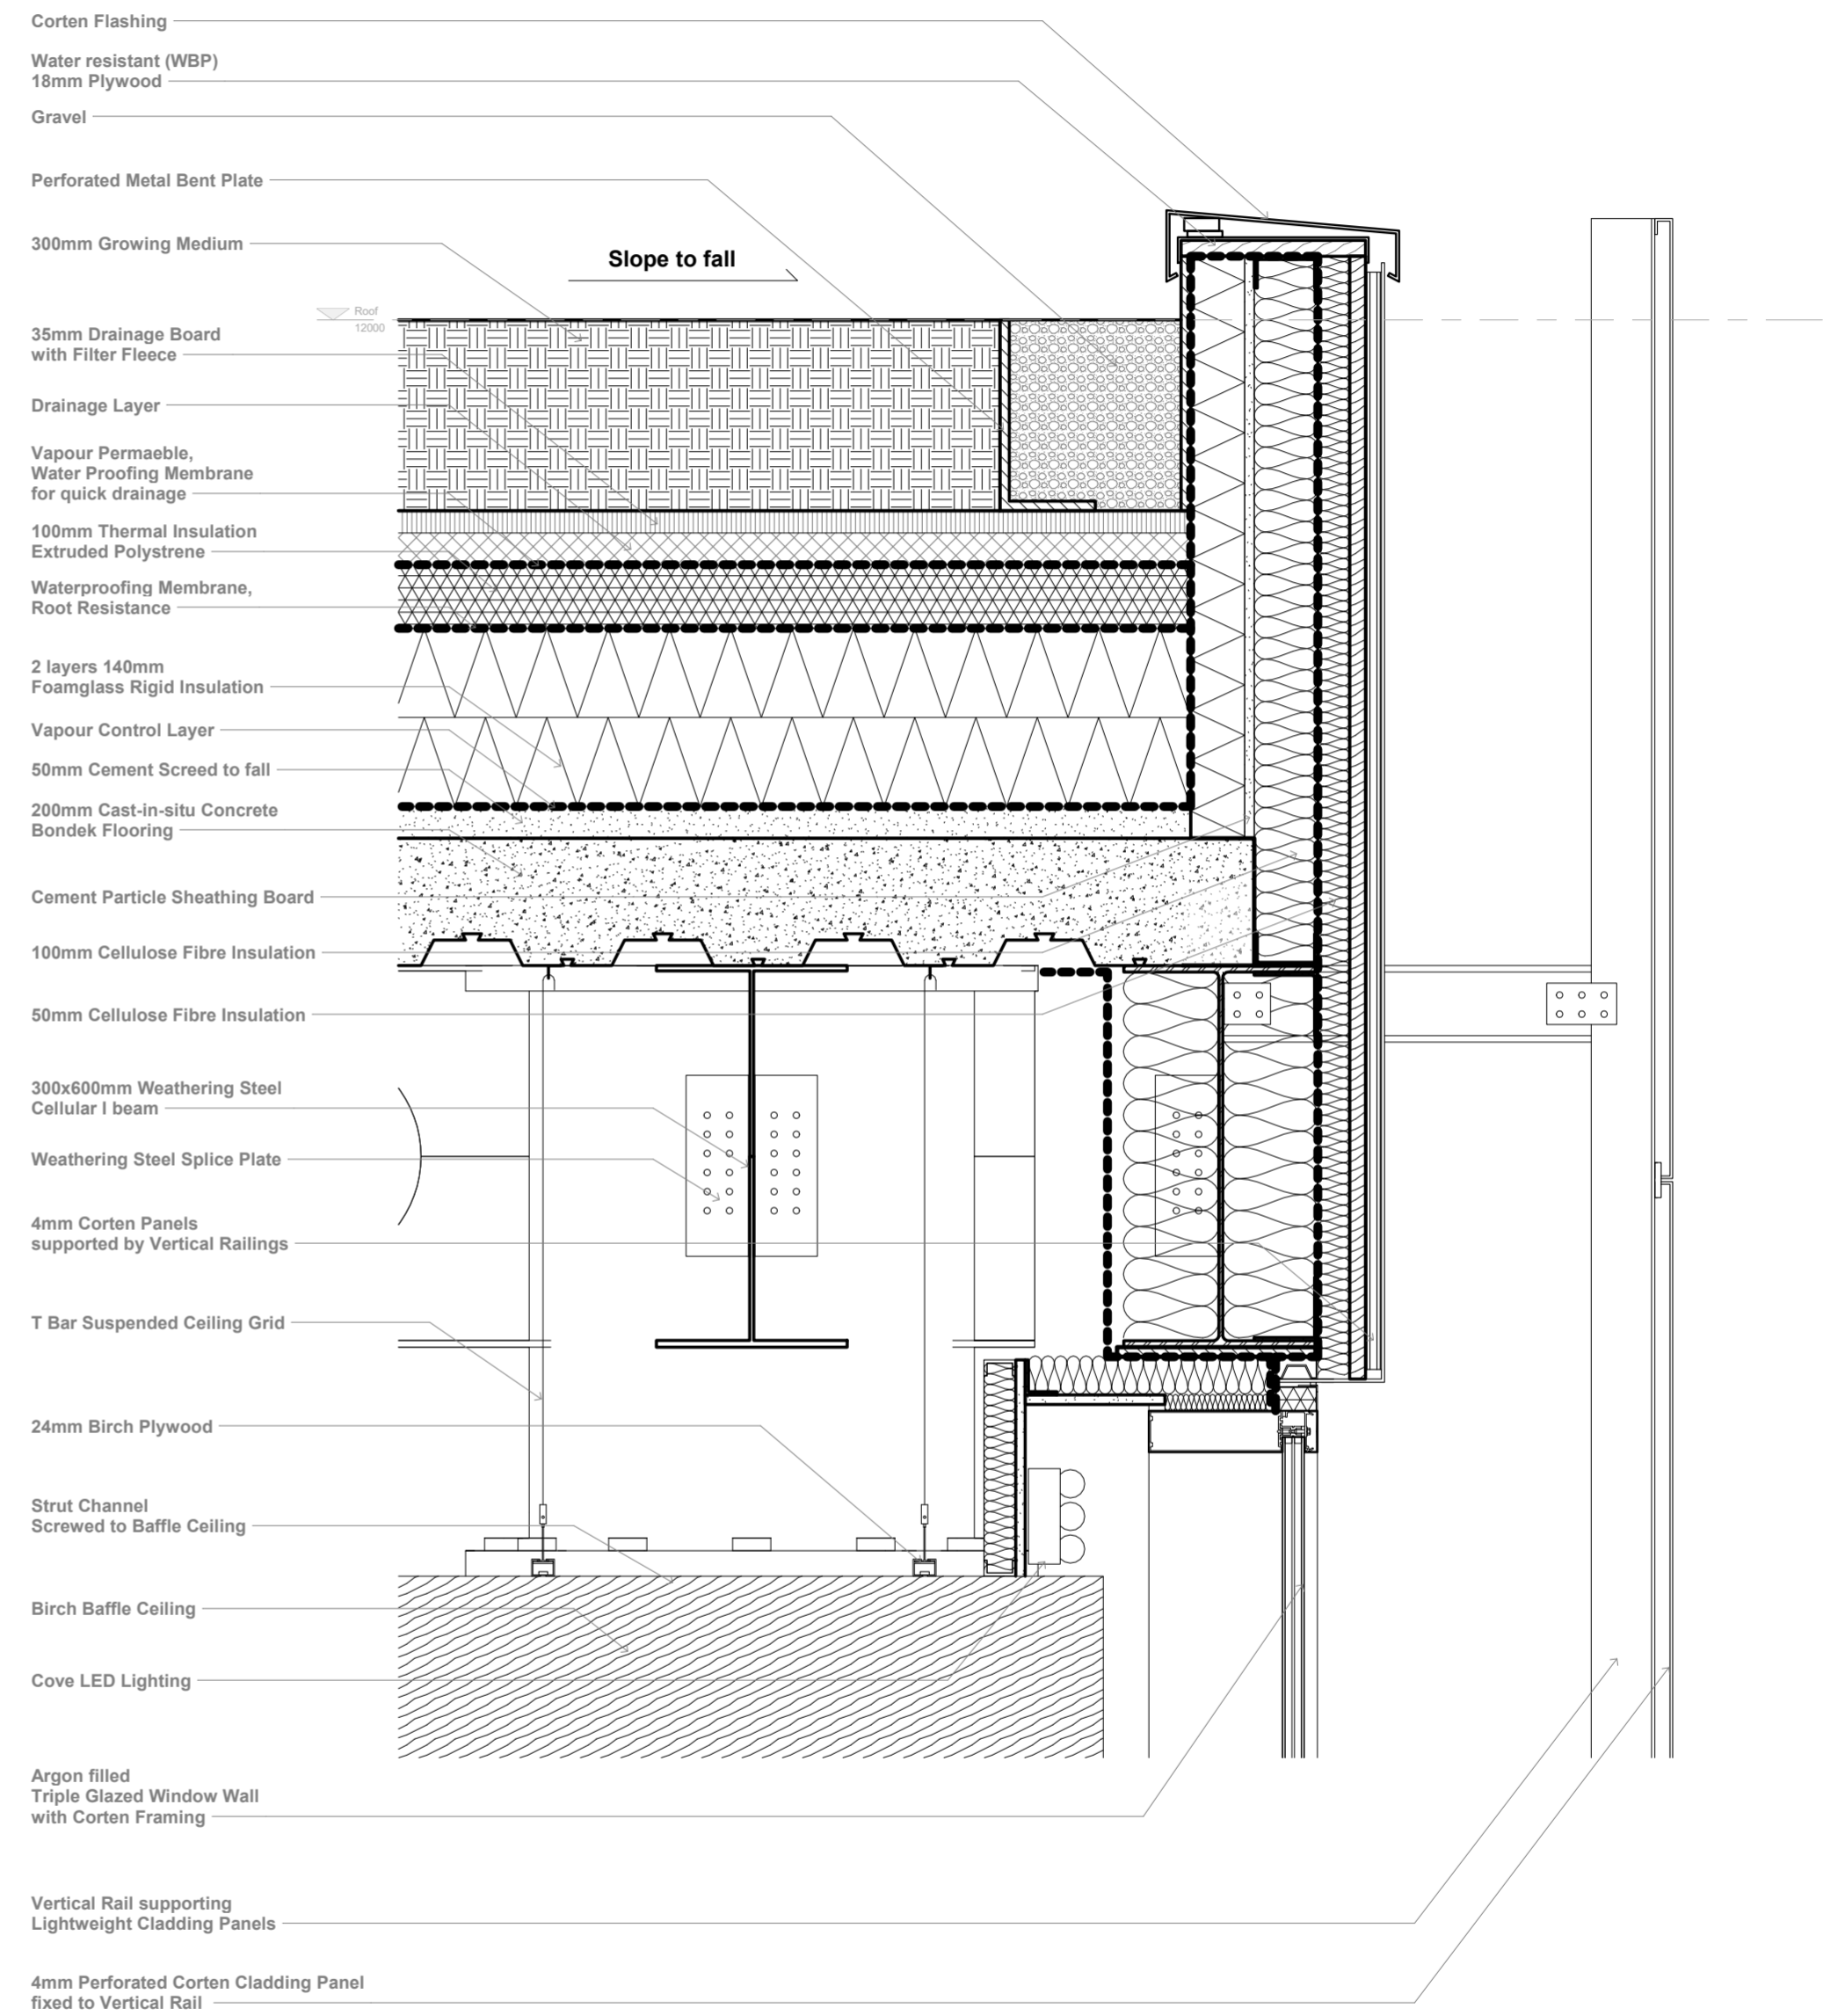 Corten Flashing
Water resistant (WBP)
18mm Plywood
Gravel
Perforated Metal Bent Plate
300mm Growing Medium
Slope to fall
Roof
12000
35mm Drainage Board
with Filter Fleece
Drainage Layer
Vapour Permaeble,
Water Proofing Membrane
for quick drainage
100mm Thermal Insulation
Extruded Polystrene
Waterproofing Membrane,
Root Resistance
2 layers 140mm
Foamglass Rigid Insulation
Vapour Control Layer
50mm Cement Screed to fall
200mm Cast-in-situ Concrete
Bondek Flooring
Cement Particle Sheathing Board
100mm Cellulose Fibre Insulation
50mm Cellulose Fibre Insulation
300x600mm Weathering Steel
Cellular I beam
Weathering Steel Splice Plate
4mm Corten Panels
supported by Vertical Railings
T Bar Suspended Ceiling Grid
24mm Birch Plywood
Strut Channel
Screwed to Baffle Ceiling
Birch Baffle Ceiling
Cove LED Lighting
Argon filled
Triple Glazed Window Wall
with Corten Framing
Vertical Rail supporting
Lightweight Cladding Panels
4mm Perforated Corten Cladding Panel
fixed to Vertical Rail